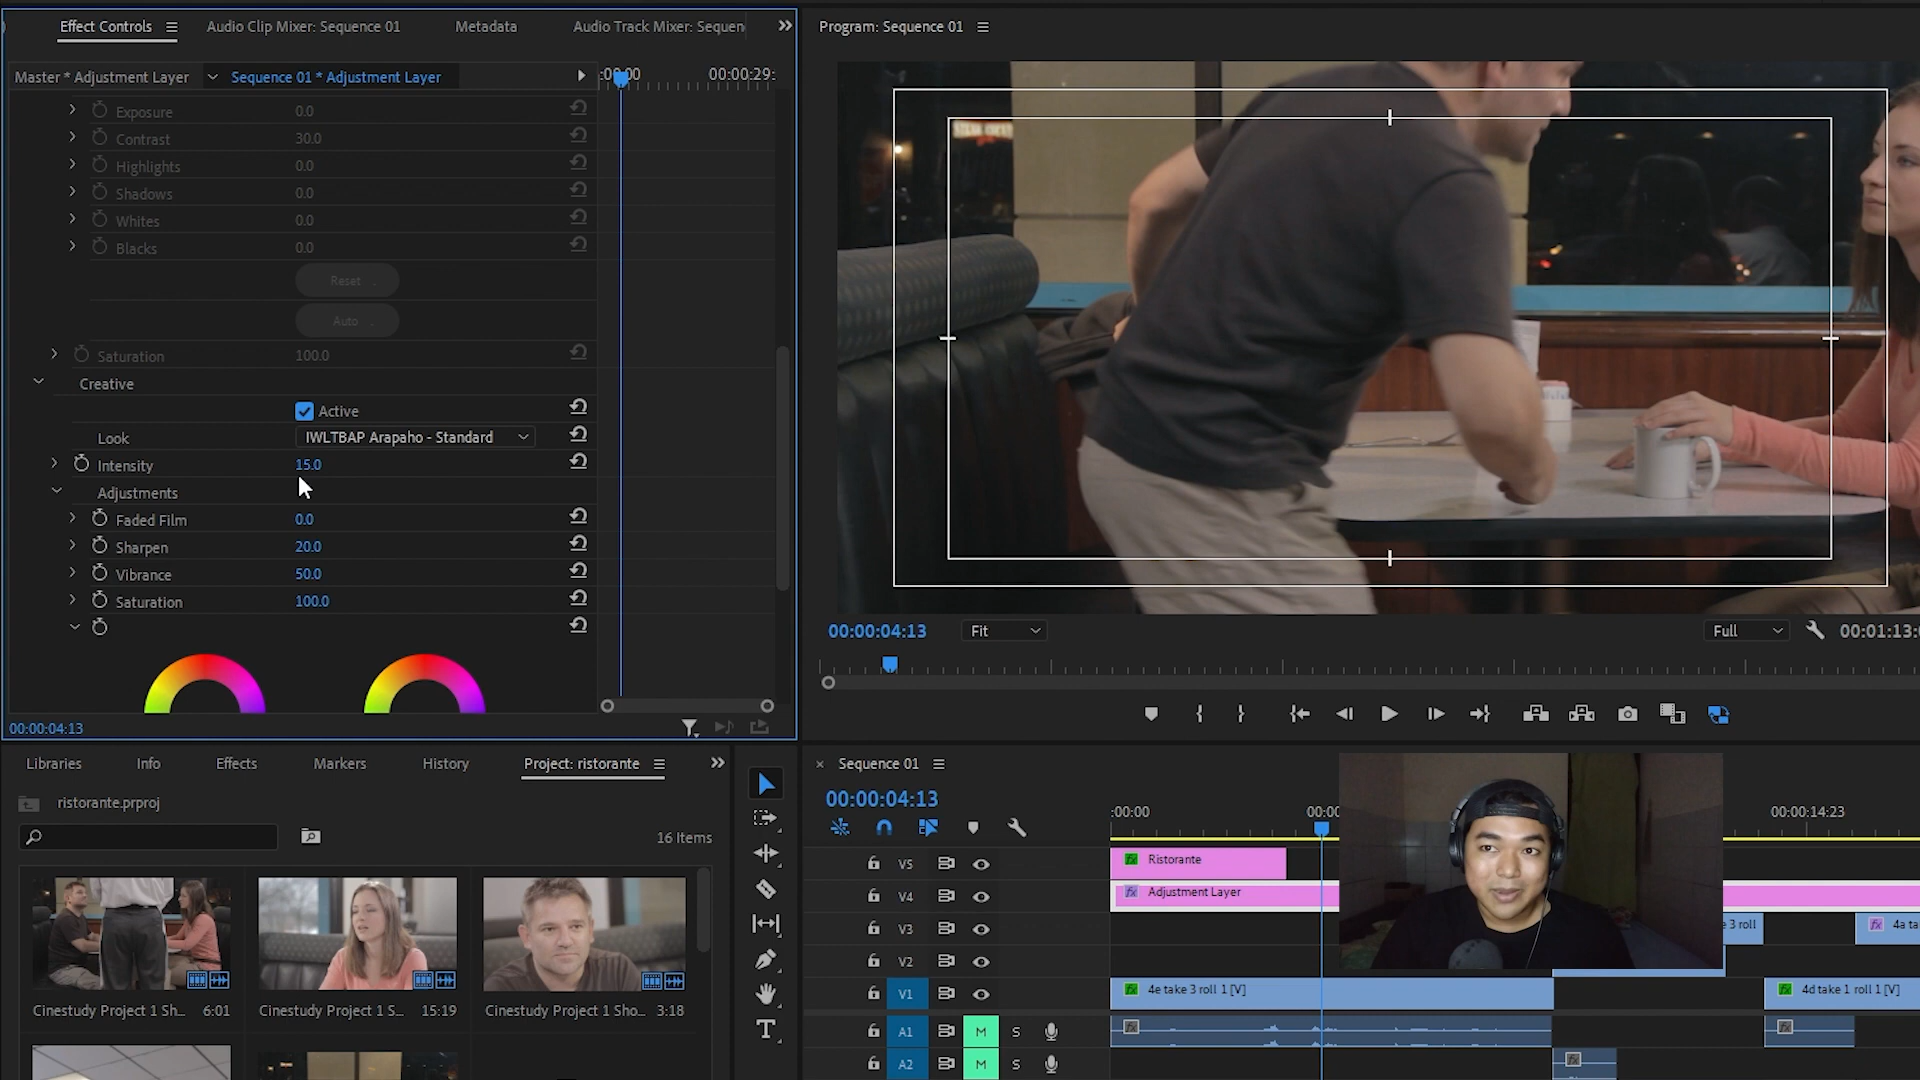 Effect Controls
Audio Clip Mixer: Sequence 01
Metadata
Audio Track Mixer: Sequen
Program: Sequence 01
Master * Adjustment Layer
Sequence 01 * Adjustment Layer
:00:00
00:00:29:
Exposure 0.0
Contrast 30.0
Highlights 0.0
Shadows 0.0
Whites 0.0
Blacks 0.0
Reset
Auto
Saturation 100.0
Creative
Active
Look IWLTBAP Arapaho - Standard
Intensity 15.0
Adjustments
Faded Film 0.0
Sharpen 20.0
Vibrance 50.0
Saturation 100.0
00:00:04:13
00:00:04:13
Fit
Full
00:01:13:
Libraries
Info
Effects
Markers
History
Project: ristorante
ristorante.prproj
16 Items
Cinestudy Project 1 Sh... 6:01
Cinestudy Project 1 S... 15:19
Cinestudy Project 1 Sho... 3:18
Sequence 01
00:00:04:13
:00:00
00:00
00:00:14:23
V5
Ristorante
V4
Adjustment Layer
V3
e 3 roll
4a ta
V2
V1
4e take 3 roll 1 [V]
4d take 1 roll 1 [V]
A1 M S
A2 M S